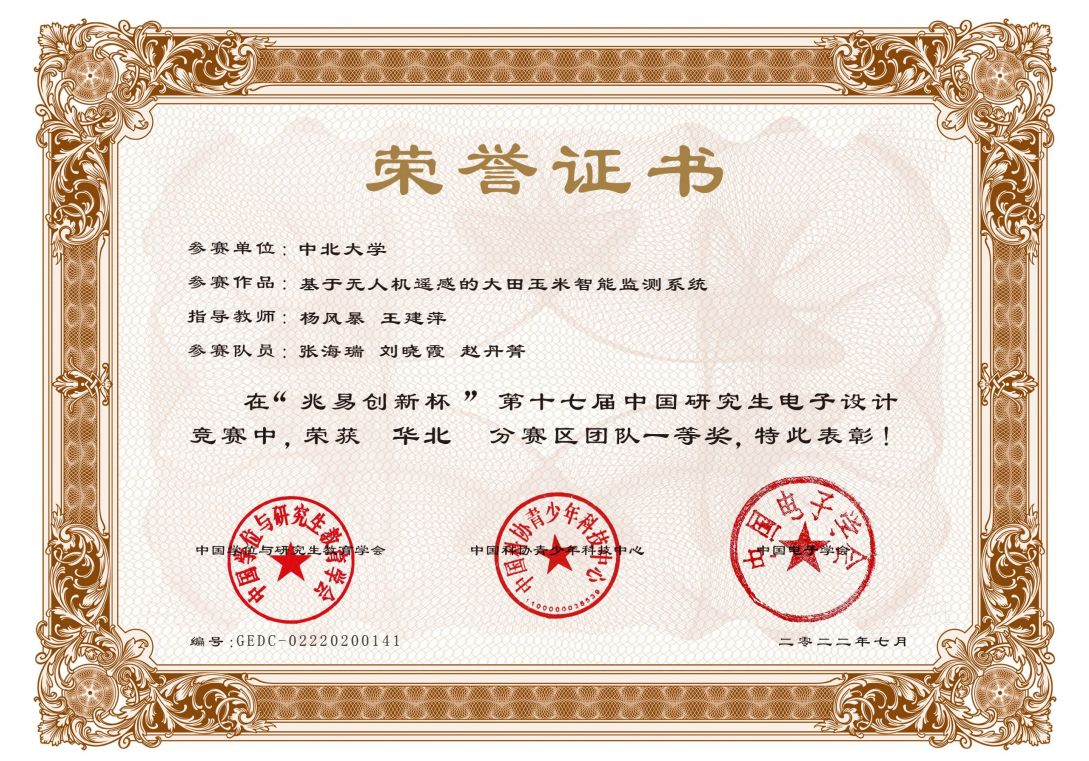 荣誉证书
参赛单位：中北大学
参赛作品：基于无人机遥感的大田玉米智能监测系统
指导教师：杨风暴 王建萍
参赛队员：张海瑞 刘晓霞 赵丹菁
在“兆易创新杯”第十七届中国研究生电子设计
竞赛中，荣获 华北 分赛区团队一等奖，特此表彰！
中国学位与研究生教育学会
中国学位与研究生教育学会
中国科协青少年科技中心
中国科协青少年科技中心
中国电子学会
中国电子学会
编号:GEDC-02220200141
二零二二年七月